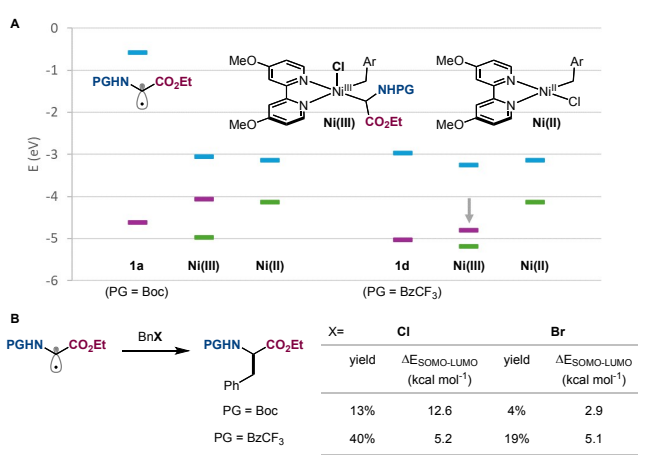 A
0
-1
-2
-3
-4
-5
-6
E (eV)
PGHN CO₂Et
MeO
N
N
MeO
Cl
Ar
Niᴵᴵᴵ
NHPG
CO₂Et
Ni(III)
MeO
N
N
MeO
Ar
Niᴵᴵ
Cl
Ni(II)
1a Ni(III) Ni(II) 1d Ni(III) Ni(II)
(PG = Boc) (PG = BzCF₃)
B
PGHN CO₂Et
BnX
PGHN CO₂Et
Ph
X= Cl Br
yield ΔE_SOMO-LUMO (kcal mol⁻¹) yield ΔE_SOMO-LUMO (kcal mol⁻¹)
PG = Boc 13% 12.6 4% 2.9
PG = BzCF₃ 40% 5.2 19% 5.1